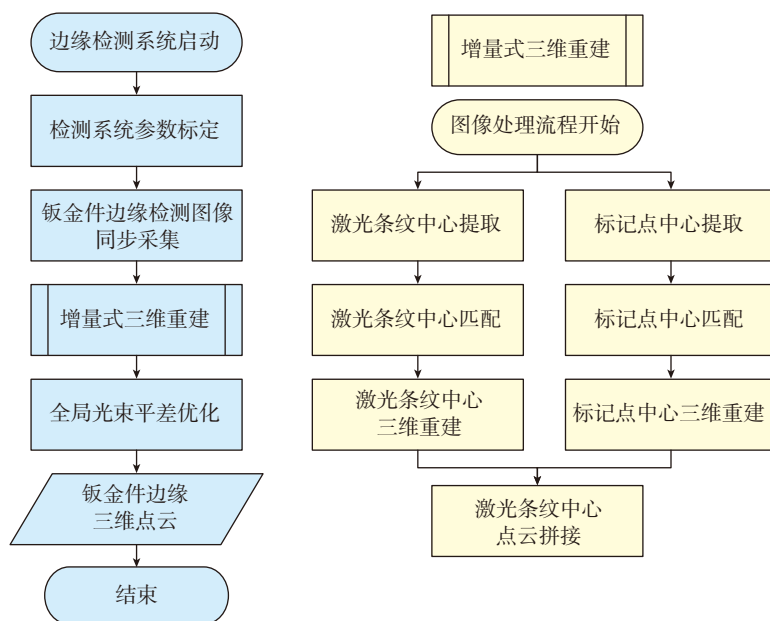 边缘检测系统启动
检测系统参数标定
钣金件边缘检测图像
同步采集
增量式三维重建
全局光束平差优化
钣金件边缘
三维点云
结束
增量式三维重建
图像处理流程开始
激光条纹中心提取
标记点中心提取
激光条纹中心匹配
标记点中心匹配
激光条纹中心
三维重建
标记点中心三维重建
激光条纹中心
点云拼接